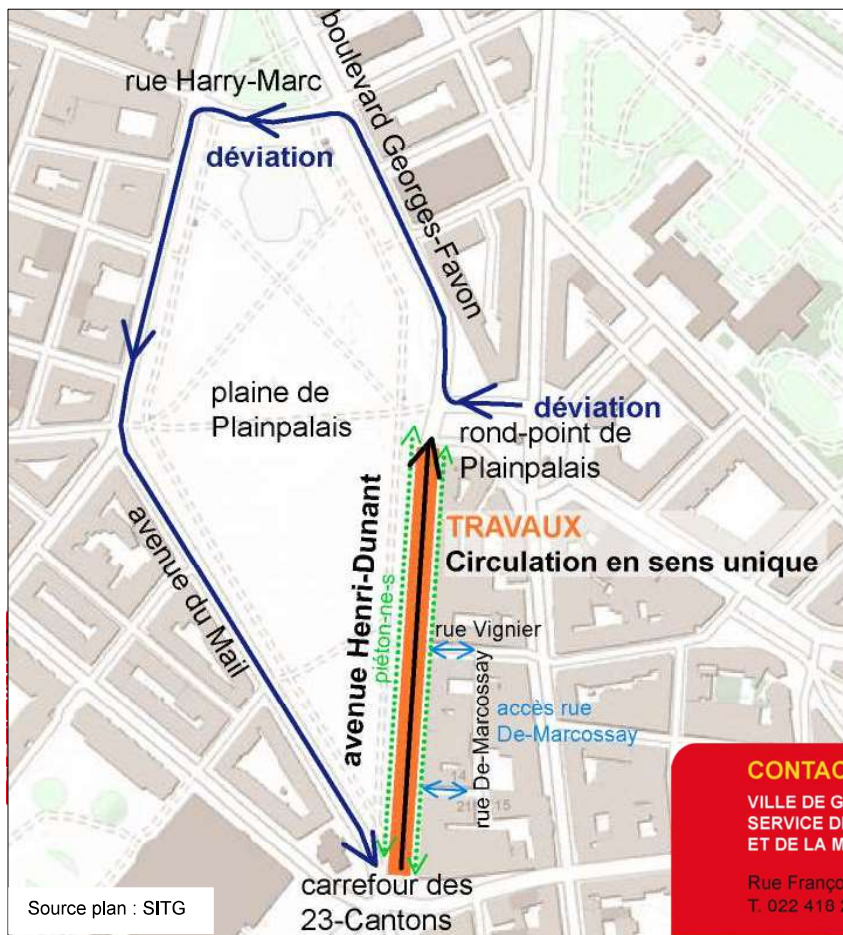 boulevard Georges-Favon
rue Harry-Marc
déviation
plaine de
Plainpalais
déviation
rond-point de
Plainpalais
TRAVAUX
Circulation en sens unique
avenue Henri-Dunant
piéton-ne-s
avenue du Mail
rue Vignier
rue De-Marcossay
accès rue
De-Marcossay
14
15
carrefour des
23-Cantons
Source plan : SITG
CONTAC
VILLE DE G
SERVICE D
ET DE LA M
Rue Franço
T. 022 418 2